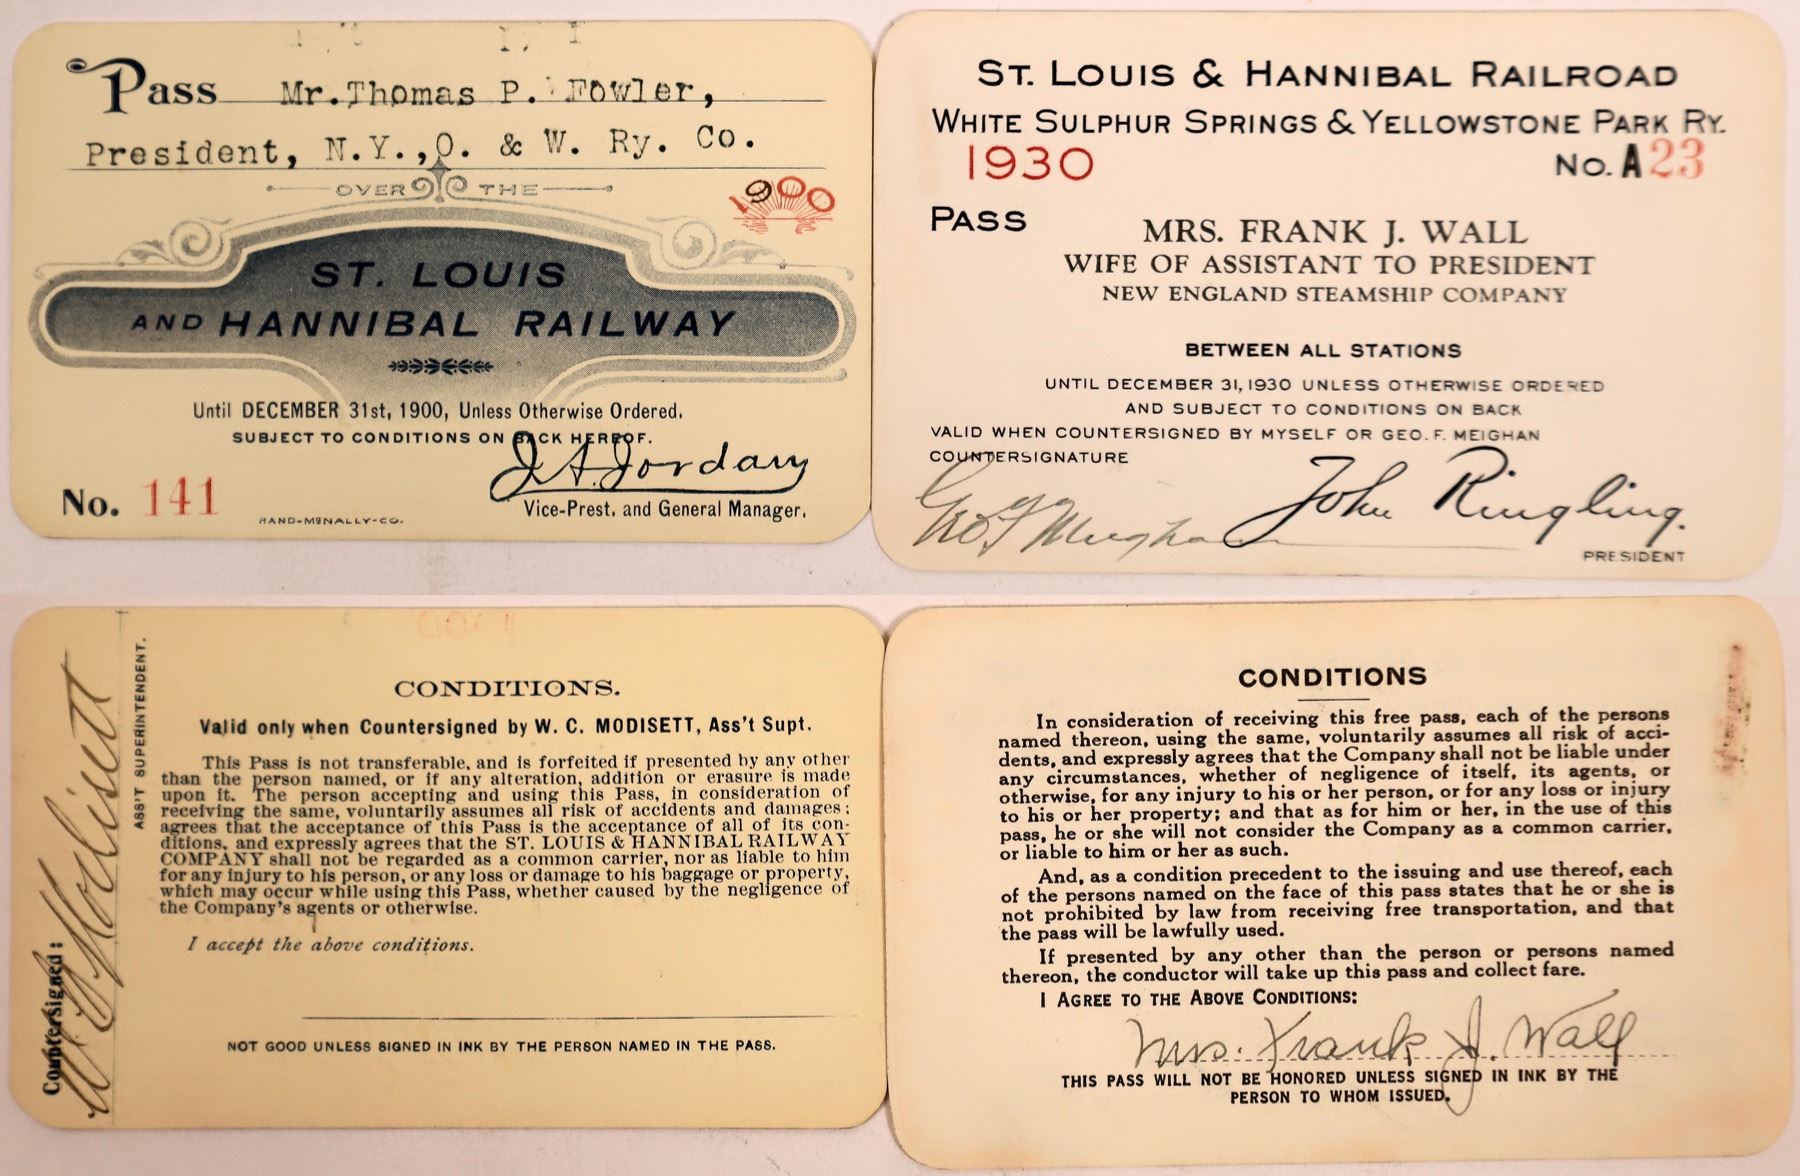 Pass Mr. Thomas P. Fowler,
President, N.Y.,O. & W. Ry. Co.
OVER THE
1900
ST. LOUIS
AND HANNIBAL RAILWAY
Until DECEMBER 31st, 1900, Unless Otherwise Ordered.
SUBJECT TO CONDITIONS ON BACK HEREOF.
J.A. Jordan
No. 141
Vice-Prest. and General Manager.
RAND-McNALLY-CO.
ST. LOUIS & HANNIBAL RAILROAD
WHITE SULPHUR SPRINGS & YELLOWSTONE PARK RY.
1930
No. A 23
PASS
MRS. FRANK J. WALL
WIFE OF ASSISTANT TO PRESIDENT
NEW ENGLAND STEAMSHIP COMPANY
BETWEEN ALL STATIONS
UNTIL DECEMBER 31, 1930 UNLESS OTHERWISE ORDERED
AND SUBJECT TO CONDITIONS ON BACK
VALID WHEN COUNTERSIGNED BY MYSELF OR GEO. F. MEIGHAN
COUNTERSIGNATURE
Geo F Meighan
John Ringling.
PRESIDENT
Countersigned:
W C Modisett
ASS'T SUPERINTENDENT.
CONDITIONS.
Valid only when Countersigned by W. C. MODISETT, Ass't Supt.
This Pass is not transferable, and is forfeited if presented by any other
than the person named, or if any alteration, addition or erasure is made
upon it. The person accepting and using this Pass, in consideration of
receiving the same, voluntarily assumes all risk of accidents and damages;
agrees that the acceptance of this Pass is the acceptance of all of its con-
ditions, and expressly agrees that the ST. LOUIS & HANNIBAL RAILWAY
COMPANY shall not be regarded as a common carrier, nor as liable to him
for any injury to his person, or any loss or damage to his baggage or property,
which may occur while using this Pass, whether caused by the negligence of
the Company's agents or otherwise.
I accept the above conditions.
NOT GOOD UNLESS SIGNED IN INK BY THE PERSON NAMED IN THE PASS.
CONDITIONS
In consideration of receiving this free pass, each of the persons
named thereon, using the same, voluntarily assumes all risk of acci-
dents, and expressly agrees that the Company shall not be liable under
any circumstances, whether of negligence of itself, its agents, or
otherwise, for any injury to his or her person, or for any loss or injury
to his or her property; and that as for him or her, in the use of this
pass, he or she will not consider the Company as a common carrier,
or liable to him or her as such.
And, as a condition precedent to the issuing and use thereof, each
of the persons named on the face of this pass states that he or she is
not prohibited by law from receiving free transportation, and that
the pass will be lawfully used.
If presented by any other than the person or persons named
thereon, the conductor will take up this pass and collect fare.
I AGREE TO THE ABOVE CONDITIONS:
Mrs. Frank J. Wall
THIS PASS WILL NOT BE HONORED UNLESS SIGNED IN INK BY THE
PERSON TO WHOM ISSUED.